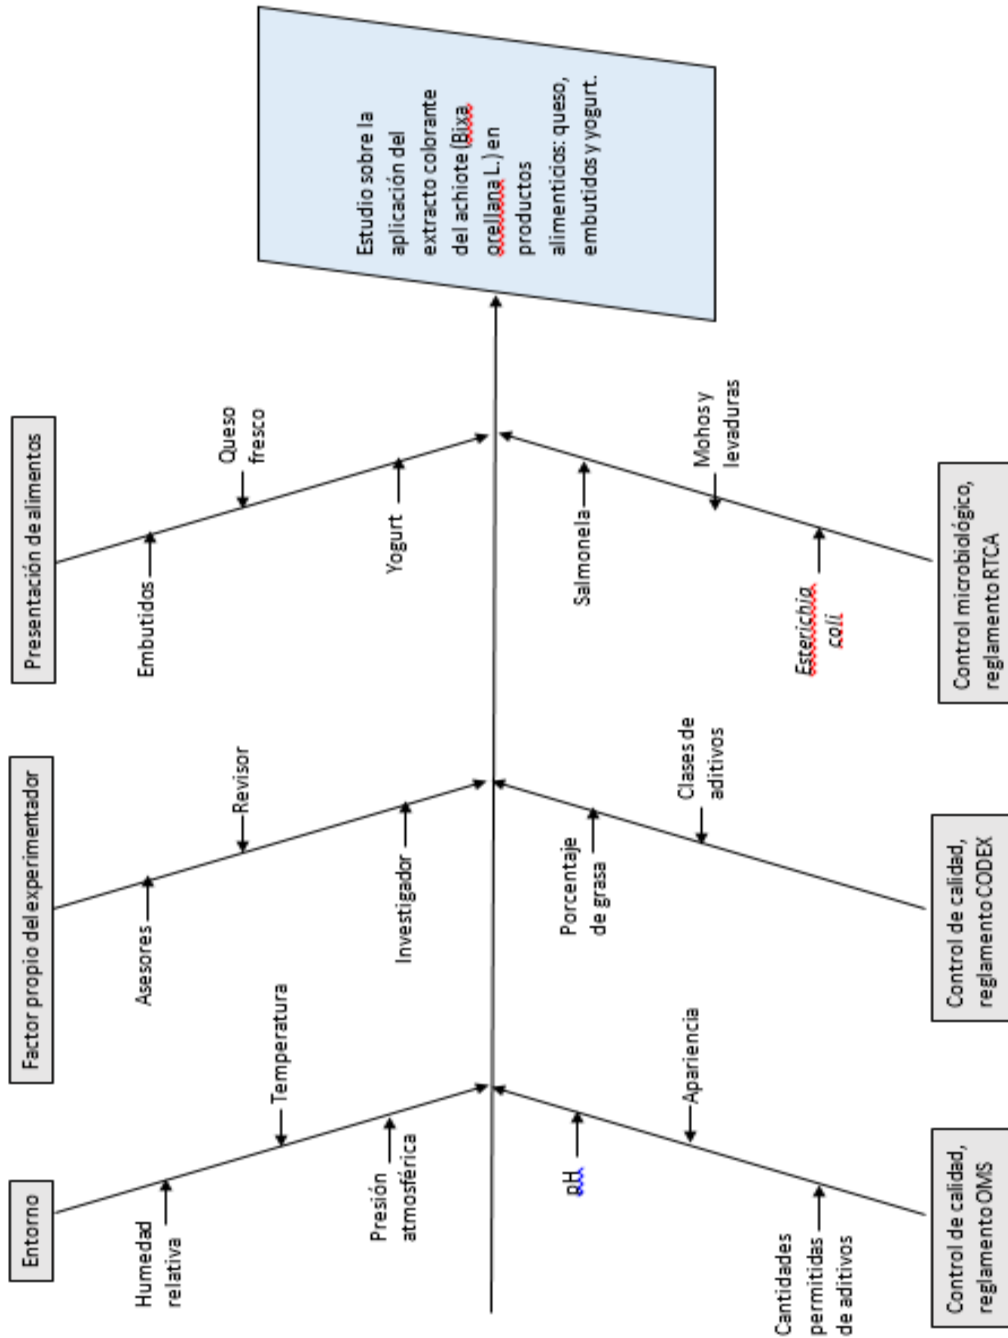 Entorno
Humedad
relativa
Temperatura
Presión
atmosférica
Factor propio del experimentador
Asesores
Revisor
Investigador
Presentación de alimentos
Embutidos
Queso
fresco
Yogurt
Estudio sobre la
aplicación del
extracto colorante
del achiote (Bixa
orellana L.) en
productos
alimenticios: queso,
embutidos y yogurt.
pH
Apariencia
Cantidades
permitidas
de aditivos
Control de calidad,
reglamento OMS
Porcentaje
de grasa
Clases de
aditivos
Control de calidad,
reglamento CODEX
Salmonela
Mohos y
levaduras
Esterichia
coli
Control microbiológico,
reglamento RTCA